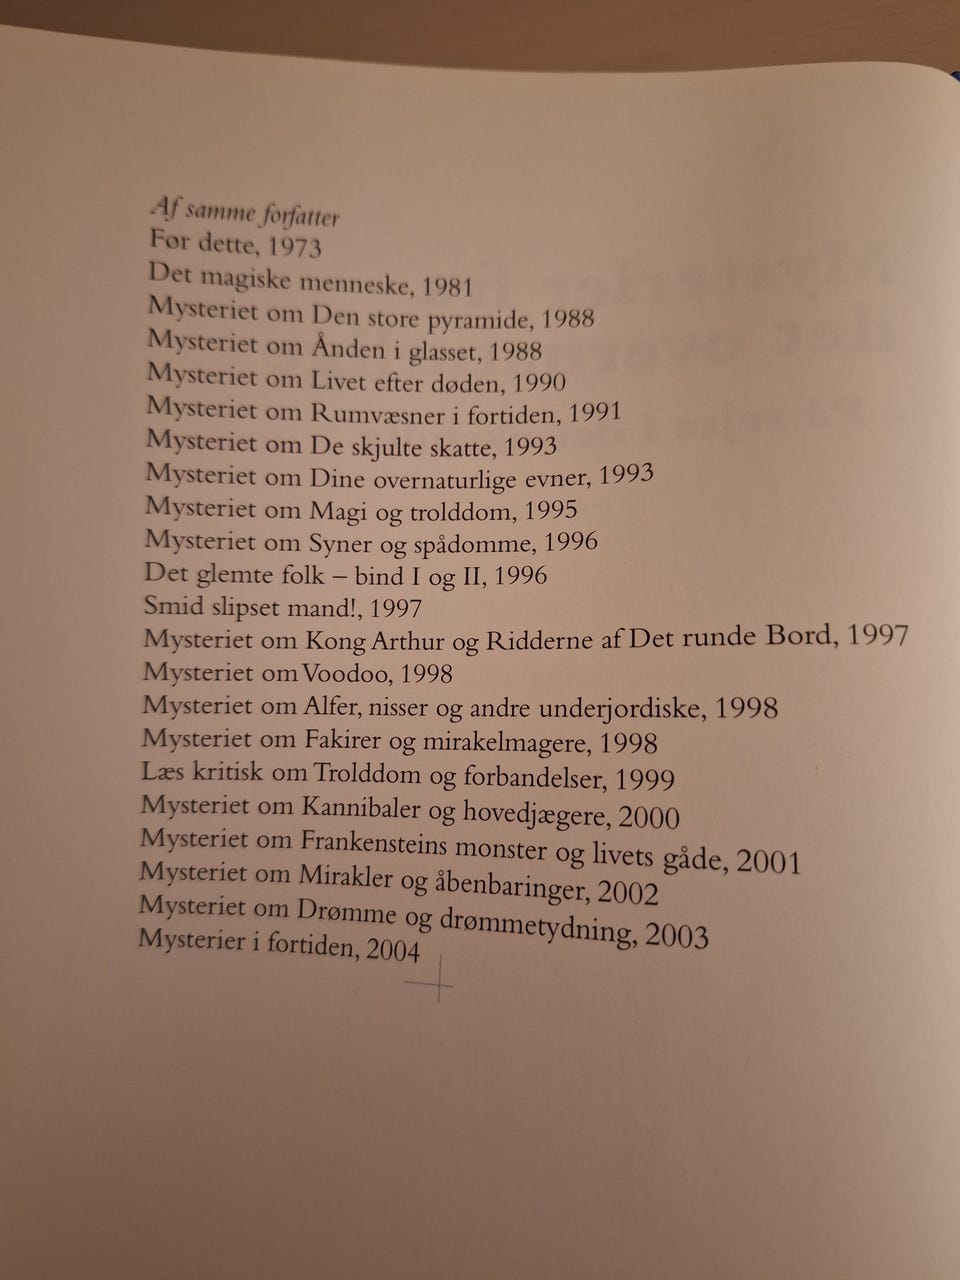 Af samme forfatter
Før dette, 1973
Det magiske menneske, 1981
Mysteriet om Den store pyramide, 1988
Mysteriet om Ånden i glasset, 1988
Mysteriet om Livet efter døden, 1990
Mysteriet om Rumvæsner i fortiden, 1991
Mysteriet om De skjulte skatte, 1993
Mysteriet om Dine overnaturlige evner, 1993
Mysteriet om Magi og trolddom, 1995
Mysteriet om Syner og spådomme, 1996
Det glemte folk – bind I og II, 1996
Smid slipset mand!, 1997
Mysteriet om Kong Arthur og Ridderne af Det runde Bord, 1997
Mysteriet om Voodoo, 1998
Mysteriet om Alfer, nisser og andre underjordiske, 1998
Mysteriet om Fakirer og mirakelmagere, 1998
Læs kritisk om Trolddom og forbandelser, 1999
Mysteriet om Kannibaler og hovedjægere, 2000
Mysteriet om Frankensteins monster og livets gåde, 2001
Mysteriet om Mirakler og åbenbaringer, 2002
Mysteriet om Drømme og drømmetydning, 2003
Mysterier i fortiden, 2004